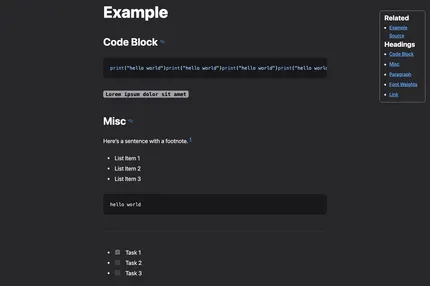 Example
Code Block
print("hello world")print("hello world")print("hello world")print("hello worl
Lorem ipsum dolor sit amet
Misc
Here's a sentence with a footnote. 1
List Item 1
List Item 2
List Item 3
hello world
Task 1
Task 2
Task 3
Related
Example
Source
Headings
Code Block
Misc
Paragraph
Font Weights
Link